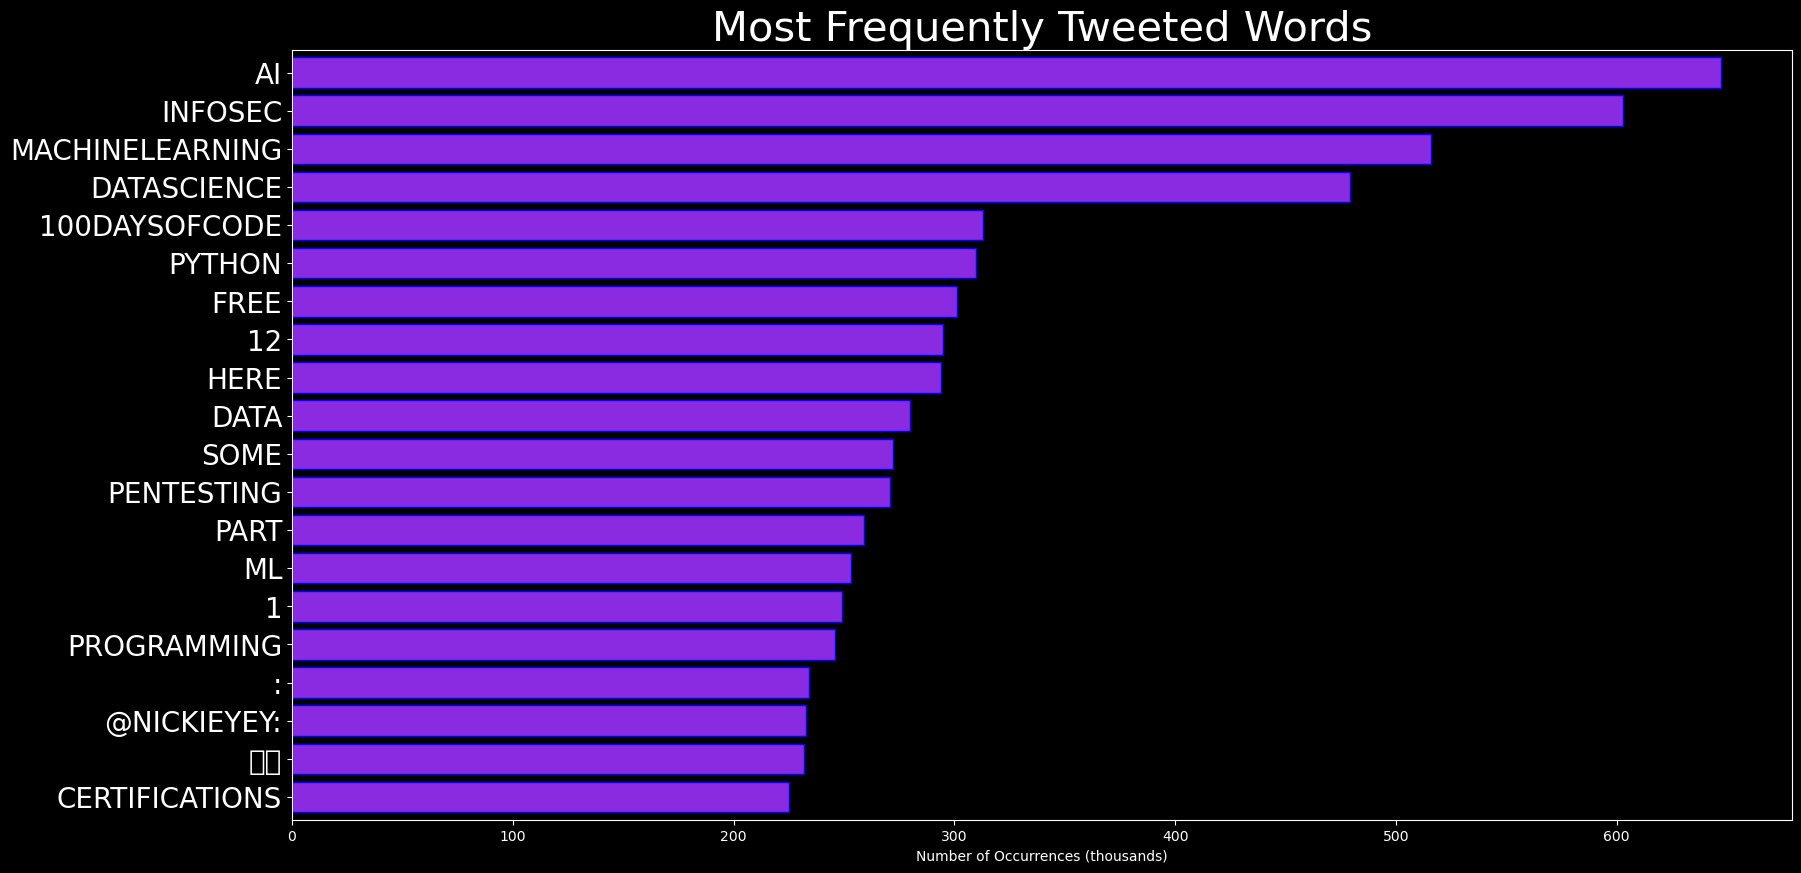 Most Frequently Tweeted Words
AI
INFOSEC
MACHINELEARNING
DATASCIENCE
100DAYSOFCODE
PYTHON
FREE
12
HERE
DATA
SOME
PENTESTING
PART
ML
1
PROGRAMMING
:
@NICKIEYEY:
CERTIFICATIONS
0 100 200 300 400 500 600
Number of Occurrences (thousands)